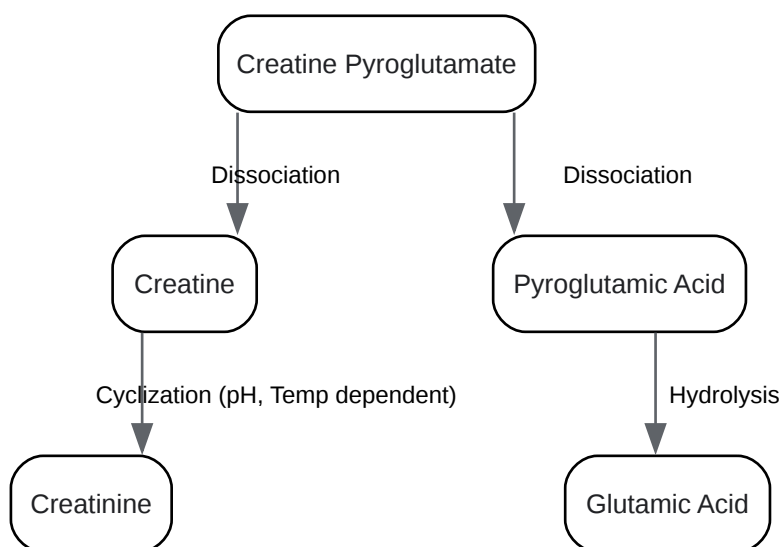 Creatine Pyroglutamate
Dissociation
Dissociation
Creatine
Pyroglutamic Acid
Cyclization (pH, Temp dependent)
Hydrolysis
Creatinine
Glutamic Acid